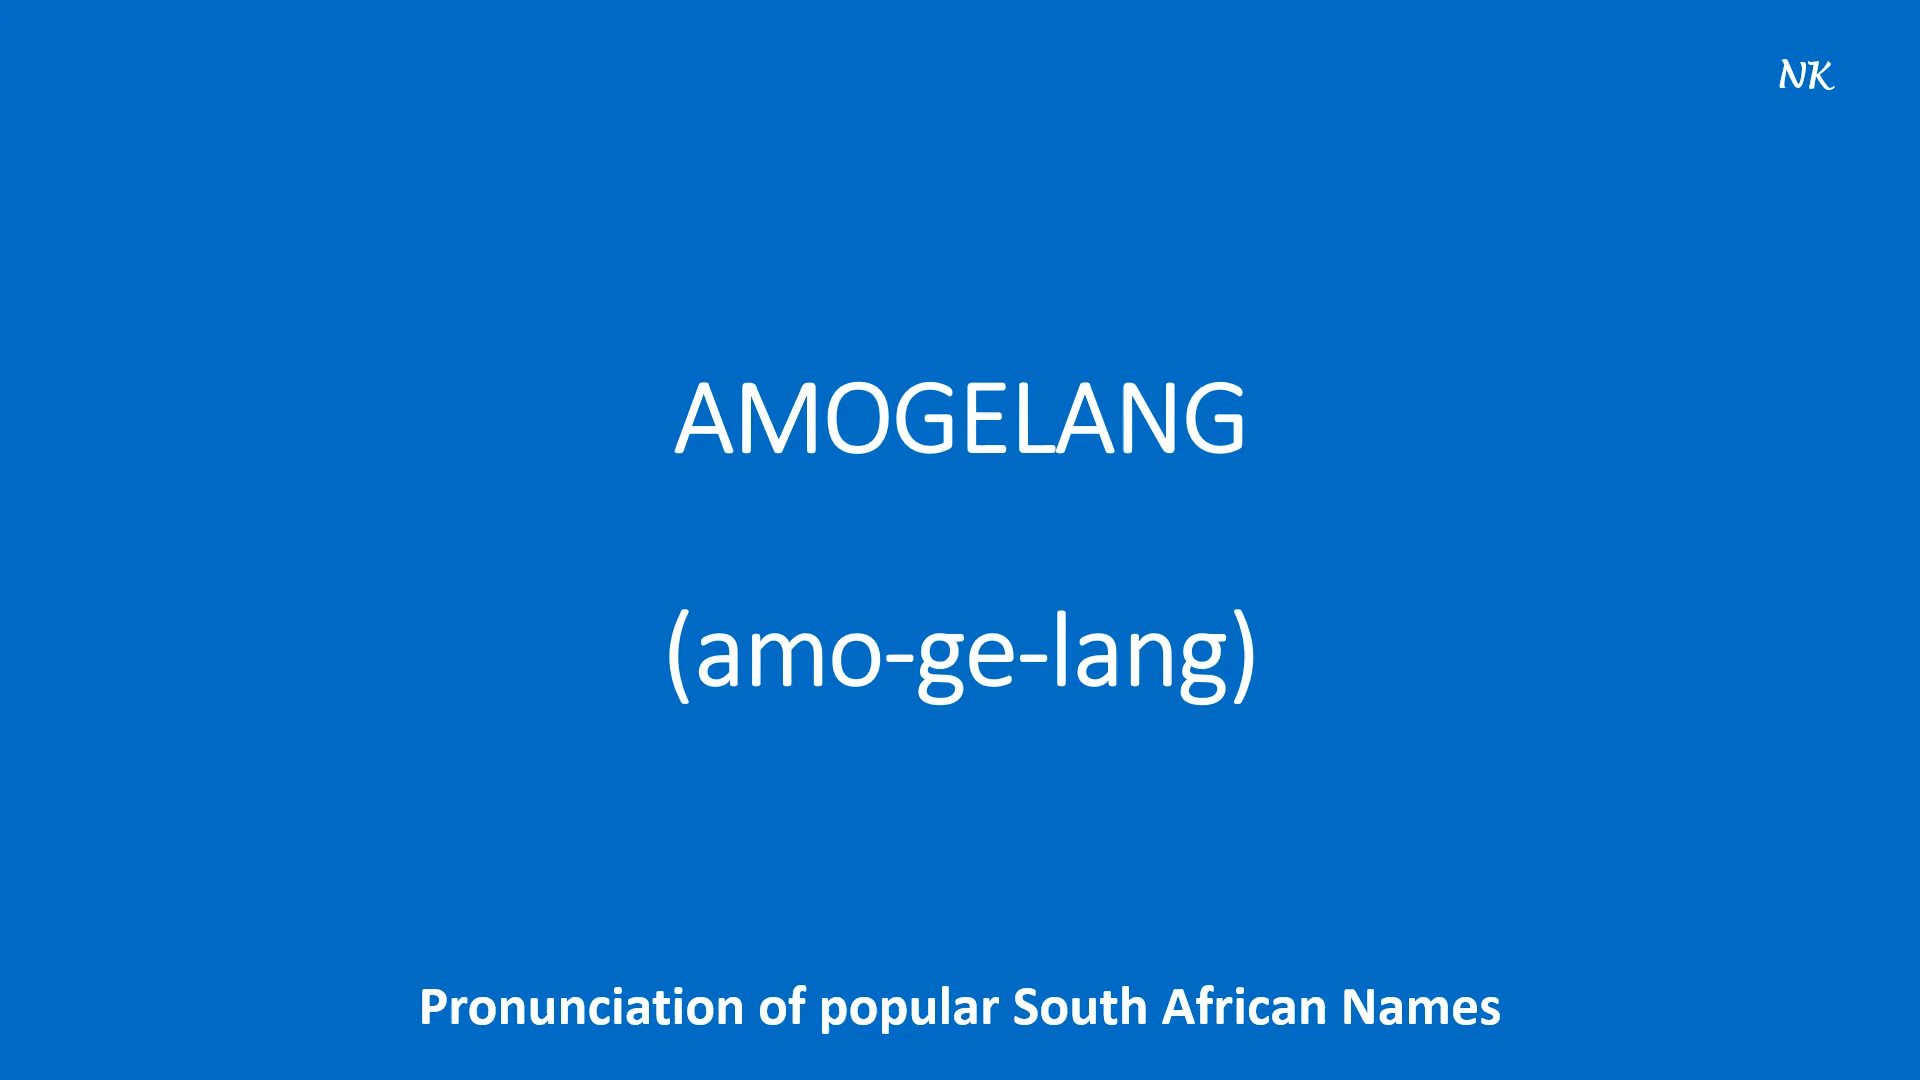 NK
AMOGELANG
(amo-ge-lang)
Pronunciation of popular South African Names